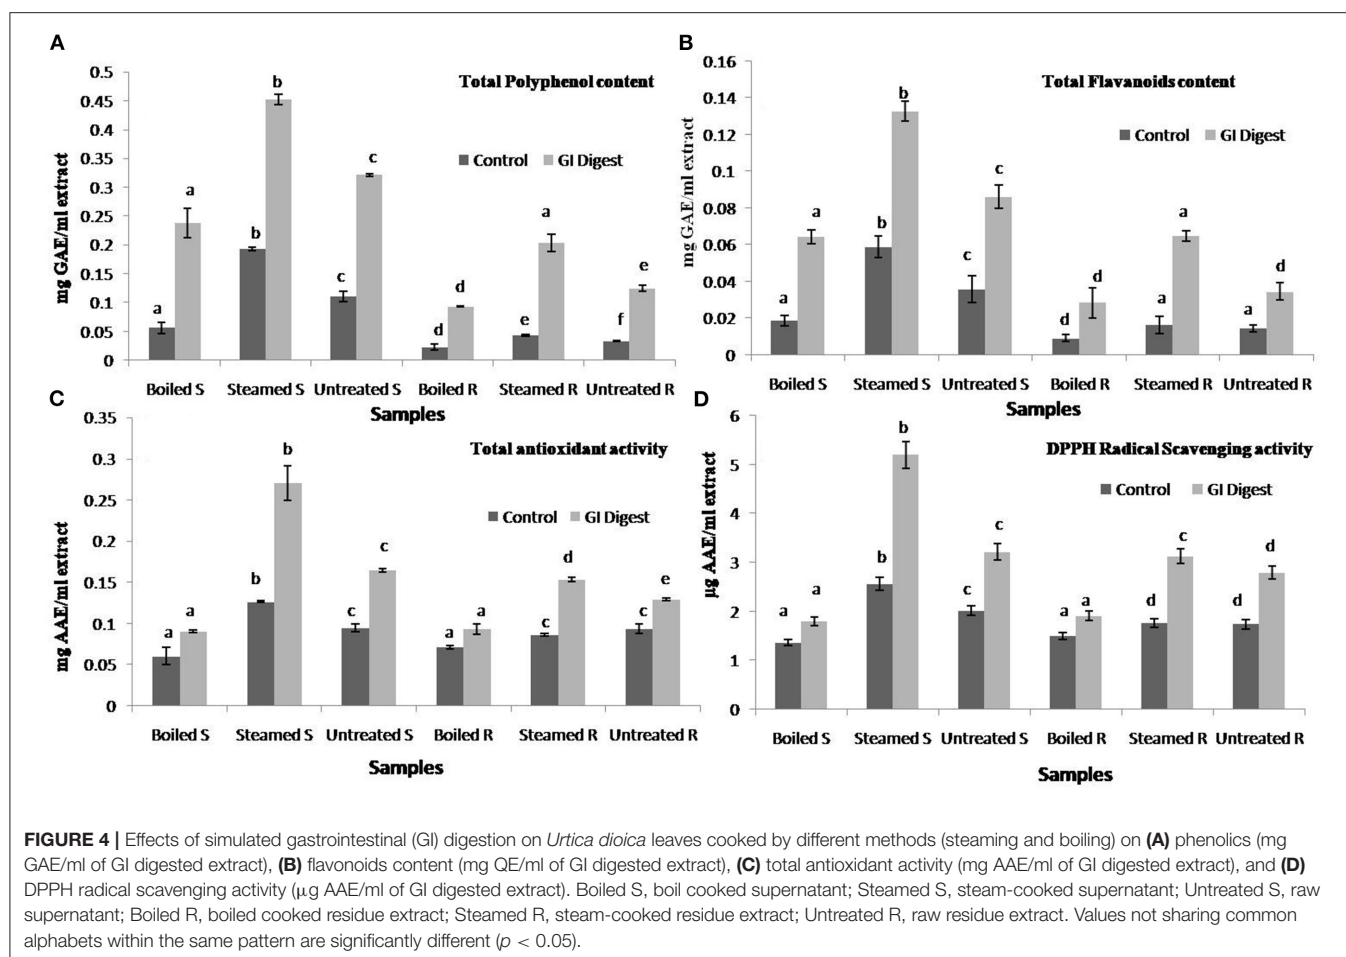 A
Total Polyphenol content
mg GAE/ml extract
0.5
0.45
0.4
0.35
0.3
0.25
0.2
0.15
0.1
0.05
0
Control GI Digest
a a b b c c d d e a f e
Boiled S Steamed S Untreated S Boiled R Steamed R Untreated R
Samples
B
Total Flavanoids content
mg GAE/ml extract
0.14
0.12
0.1
0.08
0.06
0.04
0.02
0
Control GI Digest
a a b b c c d d a a a d
Boiled S Steamed S Untreated S Boiled R Steamed R Untreated R
Samples
C
Total antioxidant activity
mg AAE/ml extract
0.35
0.3
0.25
0.2
0.15
0.1
0.05
0
Control GI Digest
a a b b c c a a c d c e
Boiled S Steamed S Untreated S Boiled R Steamed R Untreated R
Samples
D
DPPH Radical Scavenging activity
μg AAE/ml extract
6
5
4
3
2
1
0
Control GI Digest
a a b b c c a a d c d d
Boiled S Steamed S Untreated S Boiled R Steamed R Untreated R
Samples
FIGURE 4 | Effects of simulated gastrointestinal (GI) digestion on Urtica dioica leaves cooked by different methods (steaming and boiling) on (A) phenolics (mg
GAE/ml of GI digested extract), (B) flavonoids content (mg QE/ml of GI digested extract), (C) total antioxidant activity (mg AAE/ml of GI digested extract), and (D)
DPPH radical scavenging activity (μg AAE/ml of GI digested extract). Boiled S, boil cooked supernatant; Steamed S, steam-cooked supernatant; Untreated S, raw
supernatant; Boiled R, boiled cooked residue extract; Steamed R, steam-cooked residue extract; Untreated R, raw residue extract. Values not sharing common
alphabets within the same pattern are significantly different (p < 0.05).